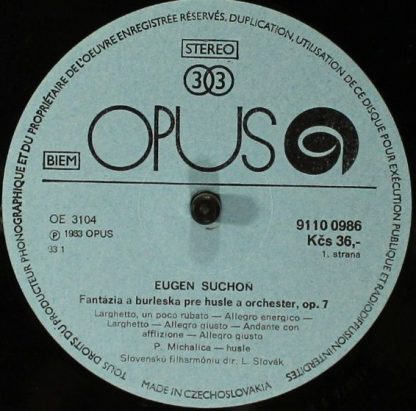 TOUS DROITS DU PRODUCTEUR PHONOGRAPHIQUE ET DU PROPRIÉTAIRE DE L'OEUVRE ENREGISTRÉE RÉSERVÉS, DUPLICATION, UTILISATION DE CE DISQUE POUR EXÉCUTION PUBLIQUE ET RADIODIFFUSION INTERDITES
STEREO
33
OPUS
BIEM
OE 3104
Ⓟ 1983 OPUS
33 1
9110 0986
Kčs 36,-
1. strana
EUGEN SUCHOŇ
Fantázia a burleska pre husle a orchester, op. 7
Larghetto, un poco rubato — Allegro energico —
Larghetto — Allegro giusto — Andante con
afflizione — Allegro giusto
P. Michalica — husle
Slovenskú filharmóniu dir. L. Slovák
MADE IN CZECHOSLOVAKIA